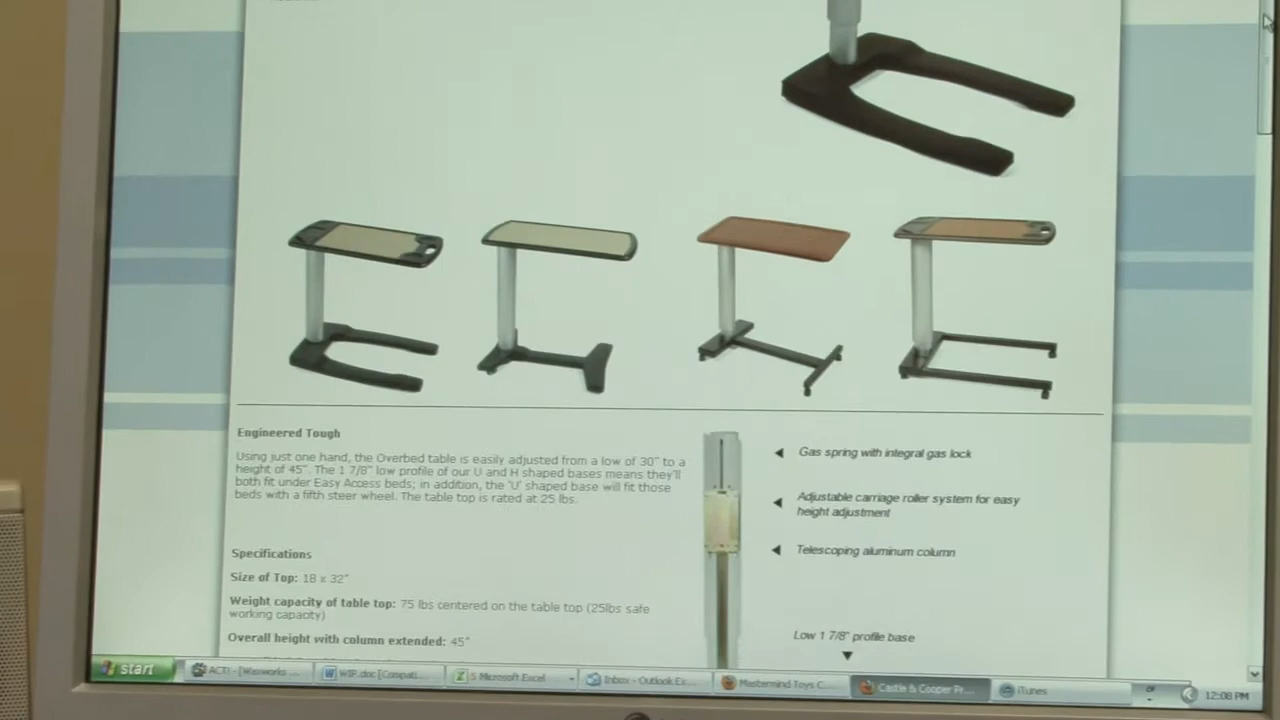 Engineered Tough
Using just one hand, the Overbed table is easily adjusted from a low of 30" to a
height of 45". The 1 7/8" low profile of our U and H shaped bases means they'll
both fit under Easy Access beds; in addition, the 'U' shaped base will fit those
beds with a fifth steer wheel. The table top is rated at 25 lbs.
Gas spring with integral gas lock
Adjustable carriage roller system for easy
height adjustment
Telescoping aluminum column
Low 1 7/8" profile base
Specifications
Size of Top: 18 x 32"
Weight capacity of table top: 75 lbs centered on the table top (25lbs safe
working capacity)
Overall height with column extended: 45"
start
ACT! - [Waxworks ...
WIP.doc [Compati...
5 Microsoft Excel
Inbox - Outlook Ex...
Mastermind Toys C...
Castle & Cooper Pr...
iTunes
12:08 PM